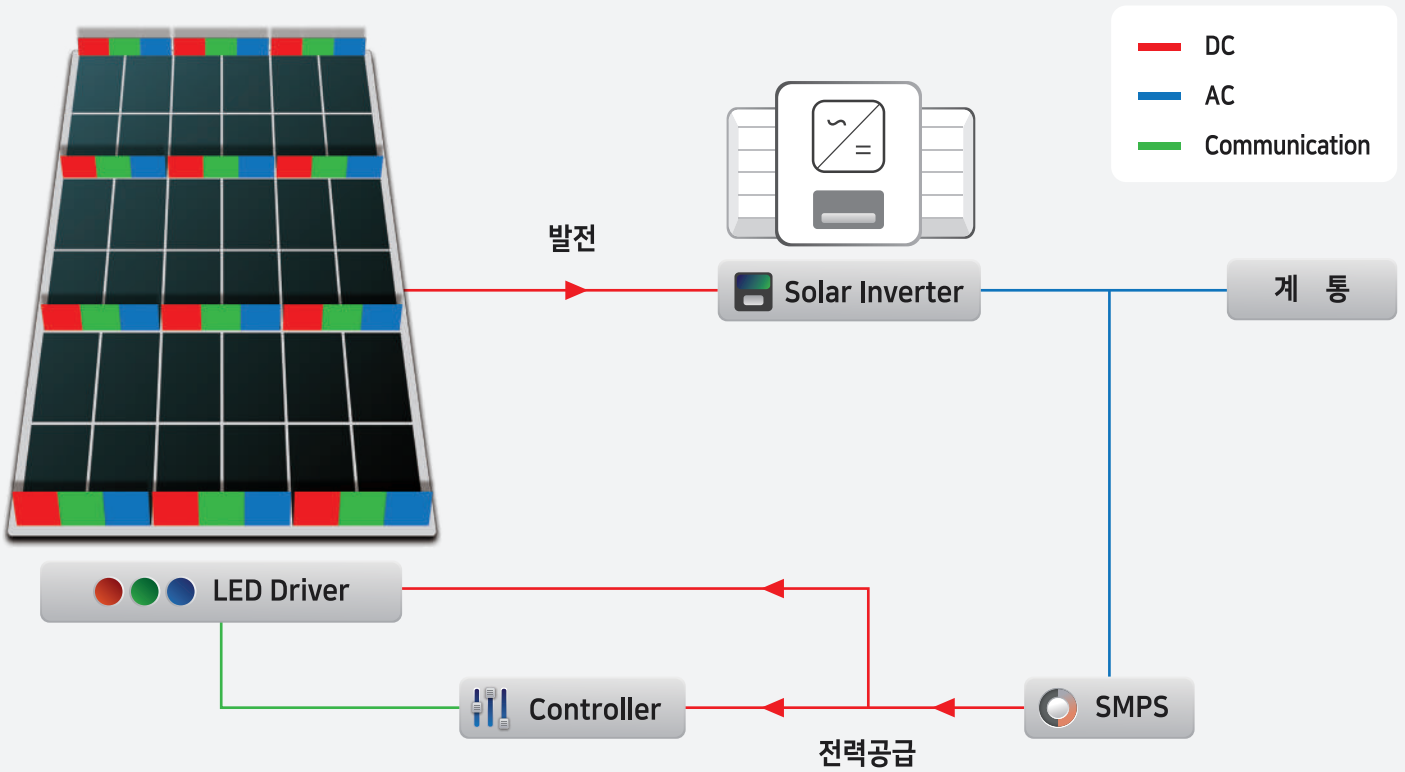 DC
AC
Communication
발전
Solar Inverter
계 통
LED Driver
Controller
SMPS
전력공급